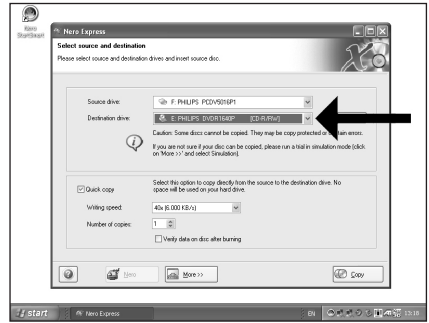 Nero
StartSmart
Nero Express
Select source and destination
Please select source and destination drives and insert source disc.
Source drive:
F: PHILIPS PCDV5016P1
Destination drive:
E: PHILIPS DVDR1640P [CD-R/RW]
Caution: Some discs cannot be copied. They may be copy protected or contain errors.
If you are not sure if your disc can be copied, please run a trial in simulation mode (click
on 'More >>' and select Simulation).
Quick copy
Select this option to copy directly from the source to the destination drive. No
space will be used on your hard drive.
Writing speed:
40x (6.000 KB/s)
Number of copies:
1
Verify data on disc after burning
Nero
More >>
Copy
start
Nero Express
EN
13:18